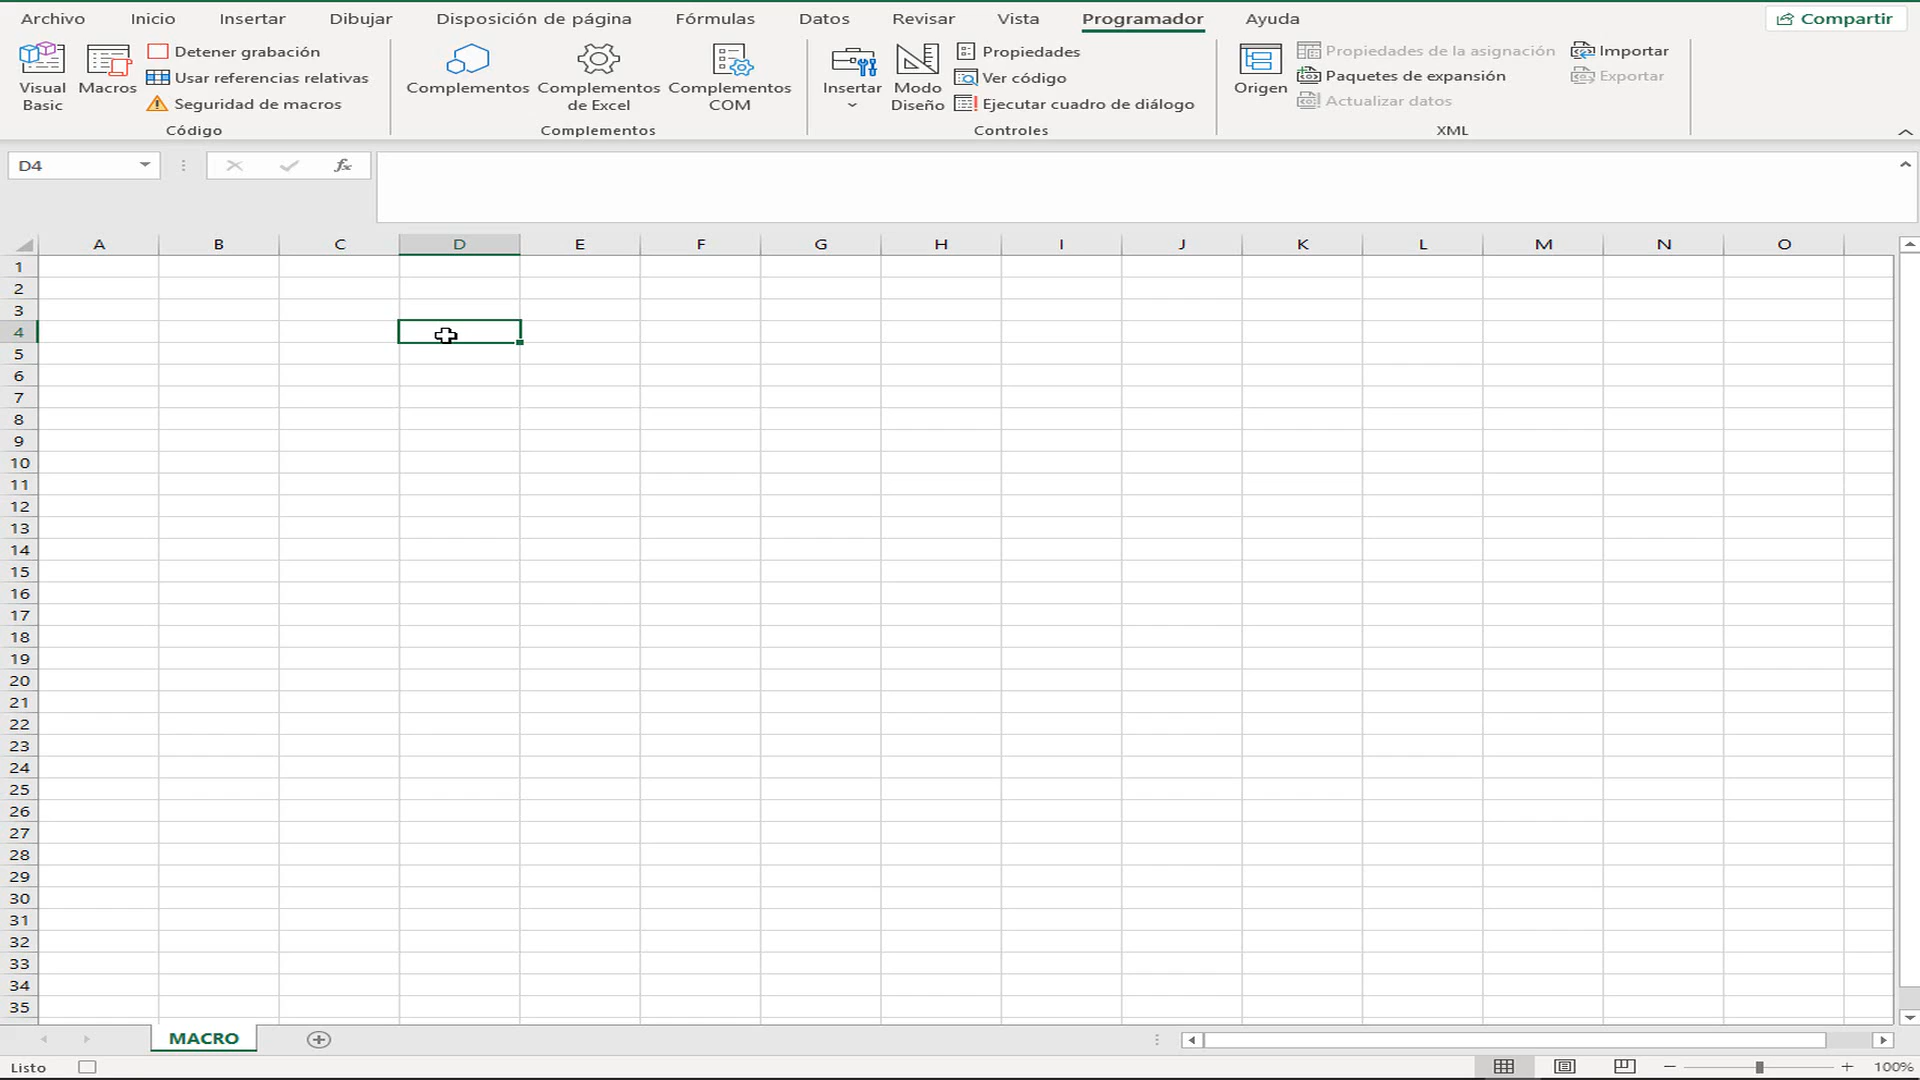 Archivo Inicio Insertar Dibujar Disposición de página Fórmulas Datos Revisar Vista Programador Ayuda Compartir
Visual Basic
Macros
Detener grabación
Usar referencias relativas
Seguridad de macros
Código
Complementos
Complementos de Excel
Complementos COM
Complementos
Insertar
Modo Diseño
Propiedades
Ver código
Ejecutar cuadro de diálogo
Controles
Origen
Propiedades de la asignación
Paquetes de expansión
Actualizar datos
Importar
Exportar
XML
D4
fx
A B C D E F G H I J K L M N O
1
2
3
4
5
6
7
8
9
10
11
12
13
14
15
16
17
18
19
20
21
22
23
24
25
26
27
28
29
30
31
32
33
34
35
MACRO
Listo
100%